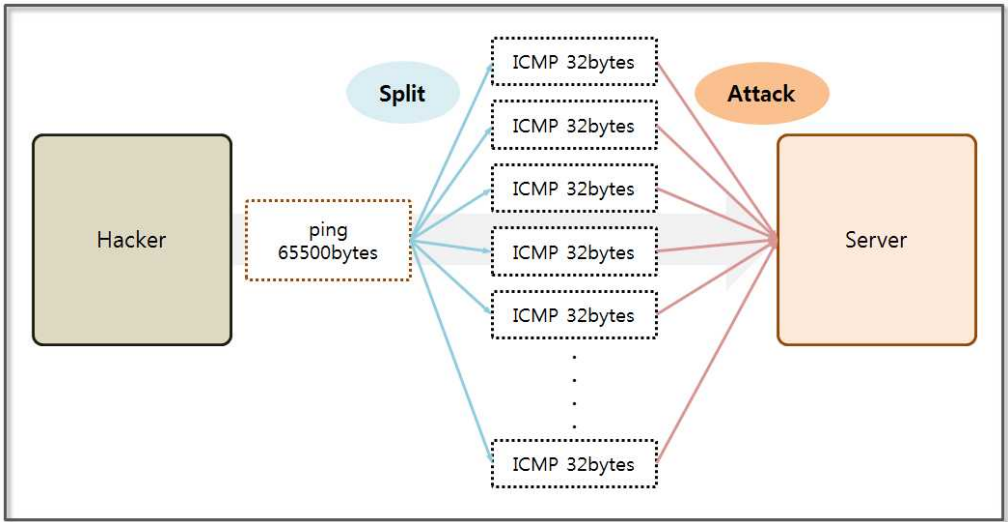 Hacker
ping
65500bytes
Split
ICMP 32bytes
ICMP 32bytes
ICMP 32bytes
ICMP 32bytes
ICMP 32bytes
ICMP 32bytes
Attack
Server